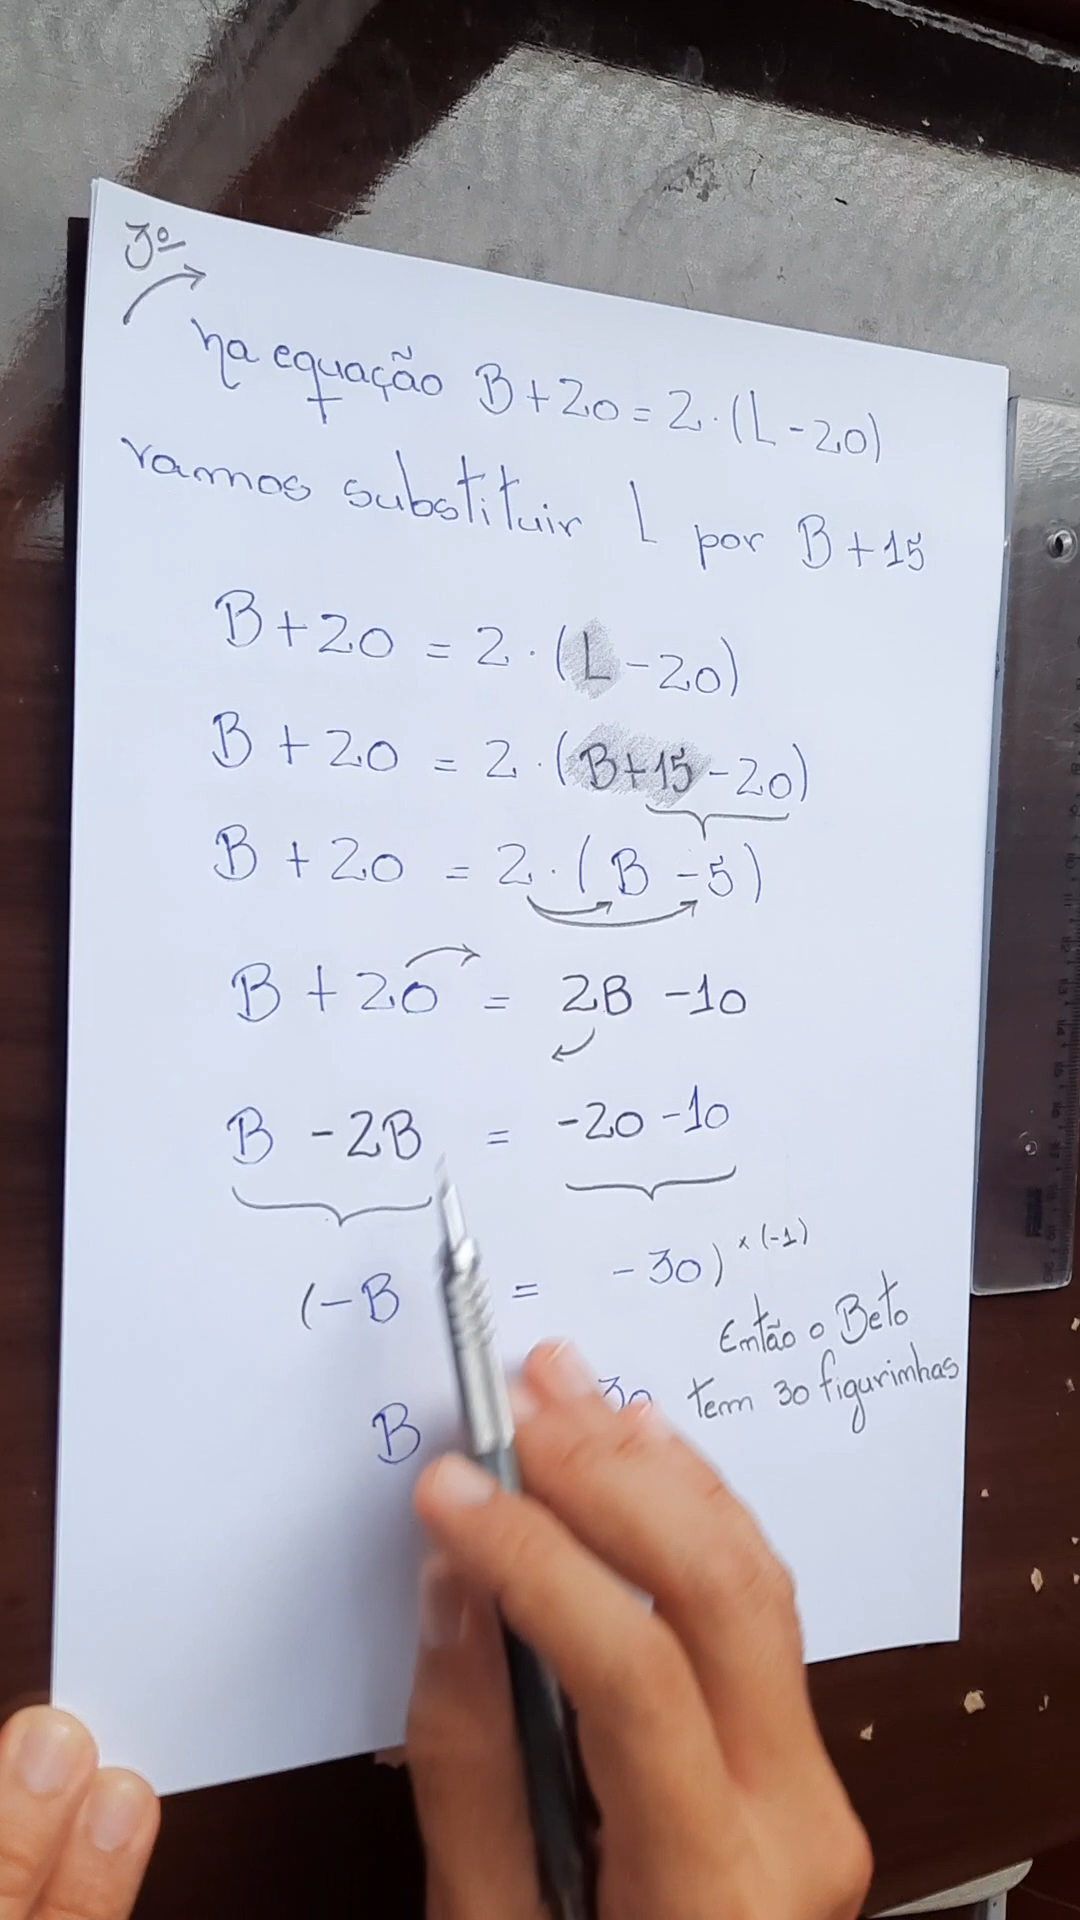 3º
na equação B + 20 = 2 · (L - 20)
vamos substituir L por B + 15
B + 20 = 2 · (L - 20)
B + 20 = 2 · (B + 15 - 20)
B + 20 = 2 · (B - 5)
B + 20 = 2B - 10
B - 2B = -20 - 10
(-B = -30) × (-1)
Então o Beto
B 30 tem 30 figurinhas